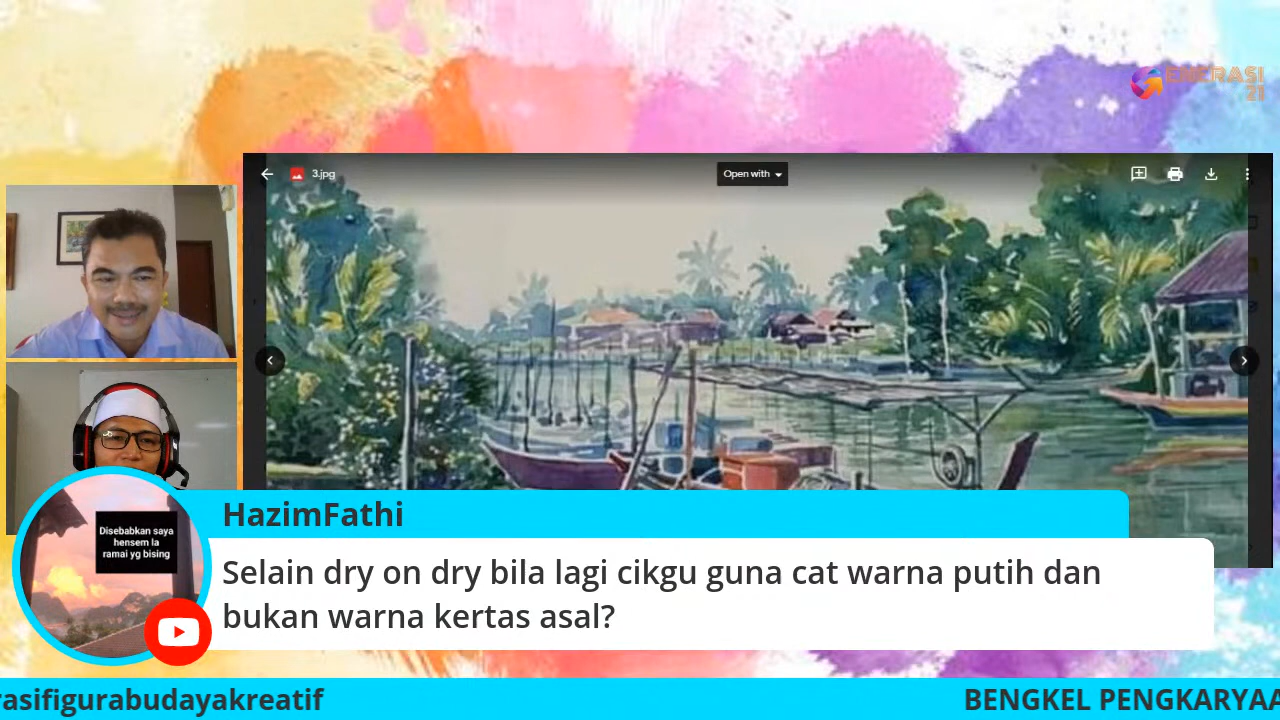 GENERASI
21
3.jpg
Open with
Disebabkan saya
hensem la
ramai yg bising
HazimFathi
Selain dry on dry bila lagi cikgu guna cat warna putih dan
bukan warna kertas asal?
rasifigurabudayakreatif
BENGKEL PENGKARYAA